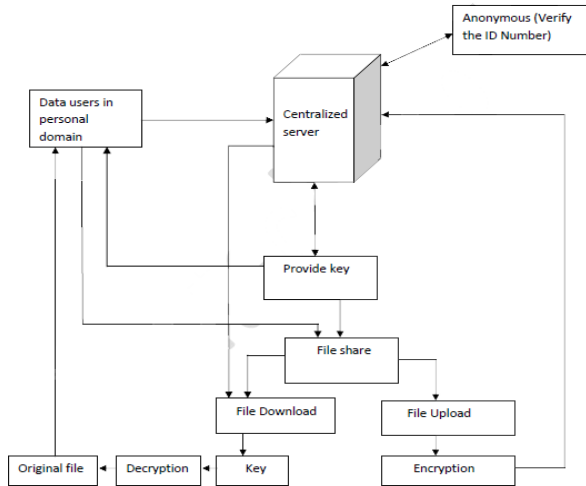 Anonymous (Verify
the ID Number)
Data users in
personal
domain
Centralized
server
Provide key
File share
File Download
File Upload
Original file
Decryption
Key
Encryption